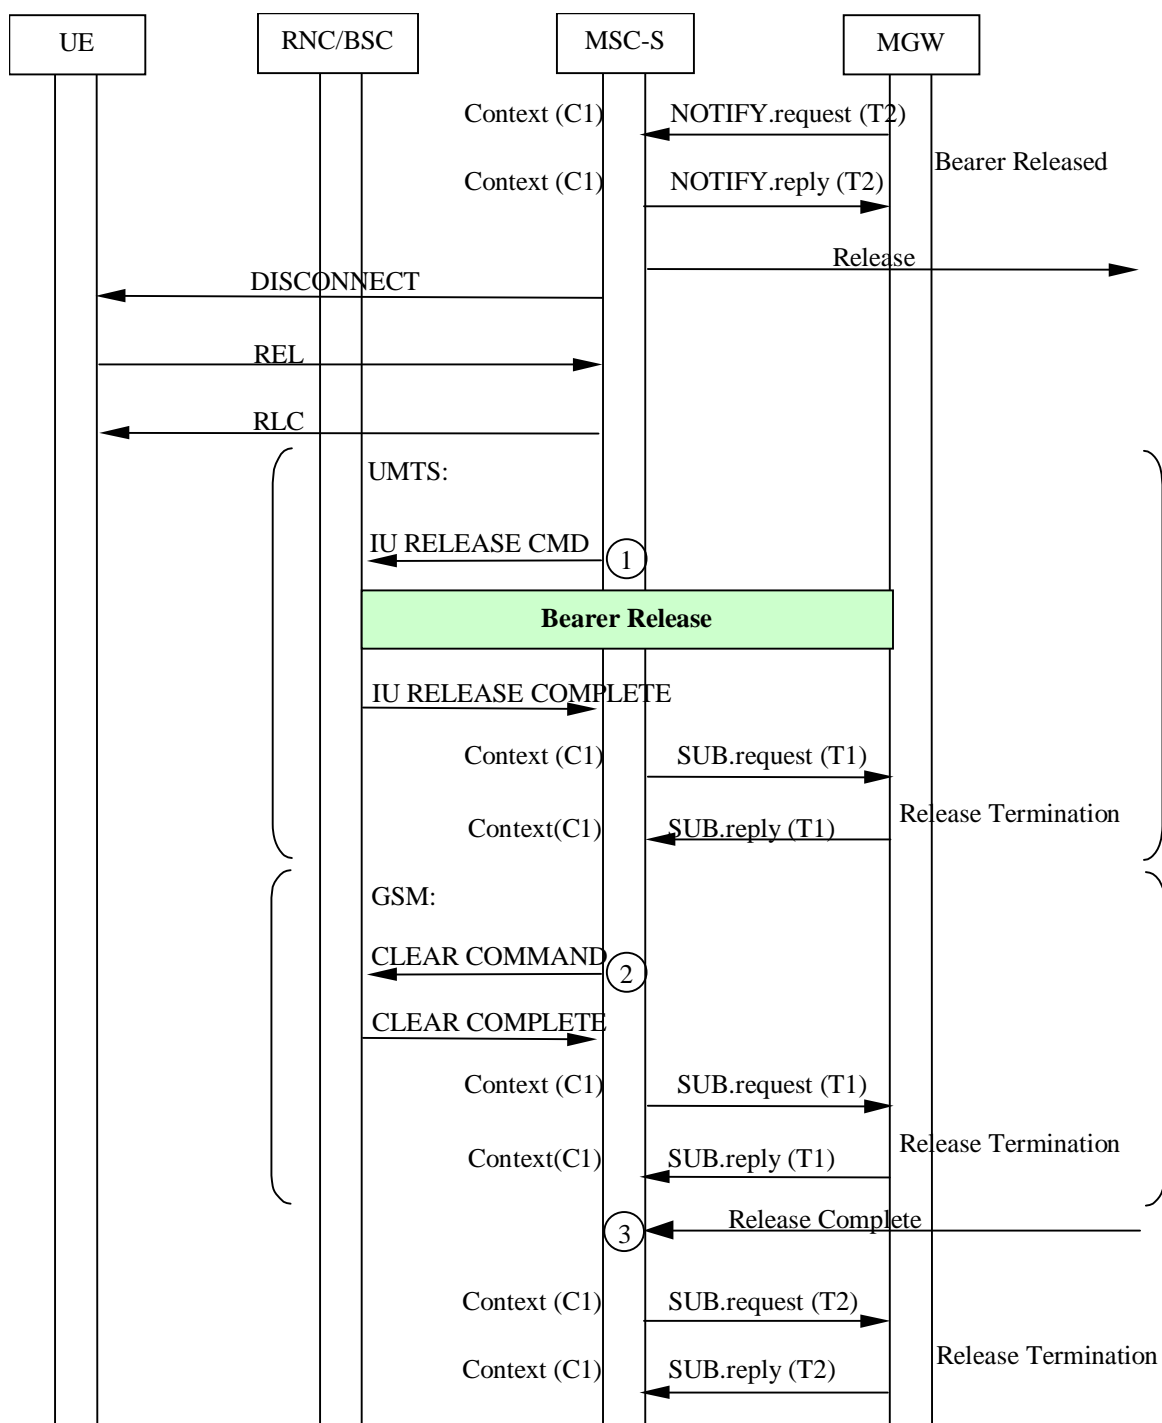 UE
RNC/BSC
MSC-S
MGW
Context (C1)
NOTIFY.request (T2)
Bearer Released
Context (C1)
NOTIFY.reply (T2)
Release
DISCONNECT
REL
RLC
UMTS:
IU RELEASE CMD
1
Bearer Release
IU RELEASE COMPLETE
Context (C1)
SUB.request (T1)
Release Termination
Context(C1)
SUB.reply (T1)
GSM:
CLEAR COMMAND
2
CLEAR COMPLETE
Context (C1)
SUB.request (T1)
Release Termination
Context(C1)
SUB.reply (T1)
3
Release Complete
Context (C1)
SUB.request (T2)
Release Termination
Context (C1)
SUB.reply (T2)